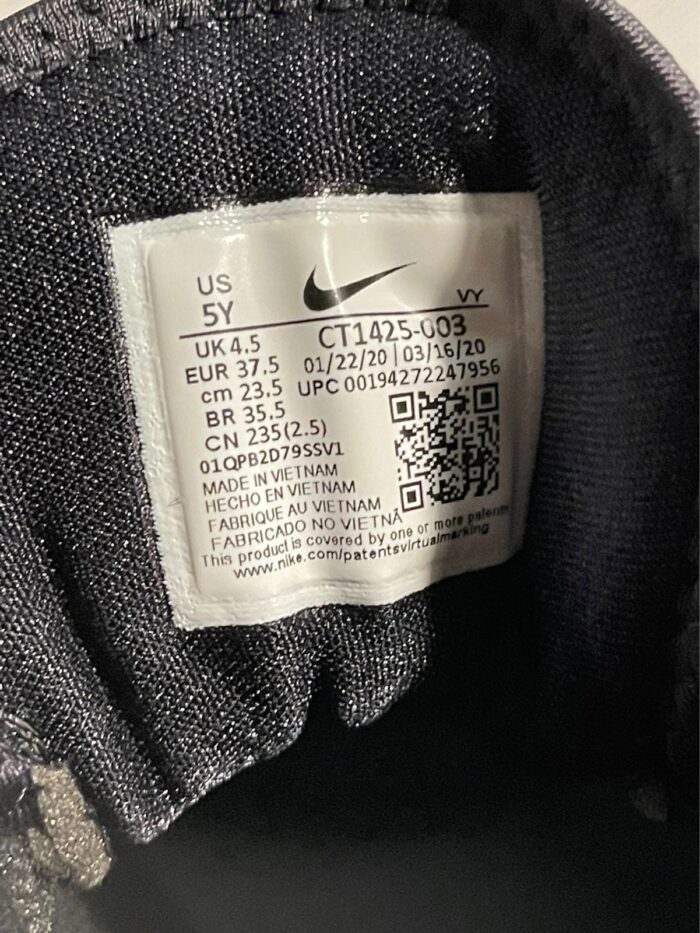 US
5Y
VY
UK 4.5
EUR 37.5
cm 23.5
BR 35.5
CN 235(2.5)
CT1425-003
01/22/20 | 03/16/20
UPC 00194272247956
01QPB2D79SSV1
MADE IN VIETNAM
HECHO EN VIETNAM
FABRIQUE AU VIETNAM
FABRICADO NO VIETNÃ
This product is covered by one or more patents
www.nike.com/patentsvirtualmarking